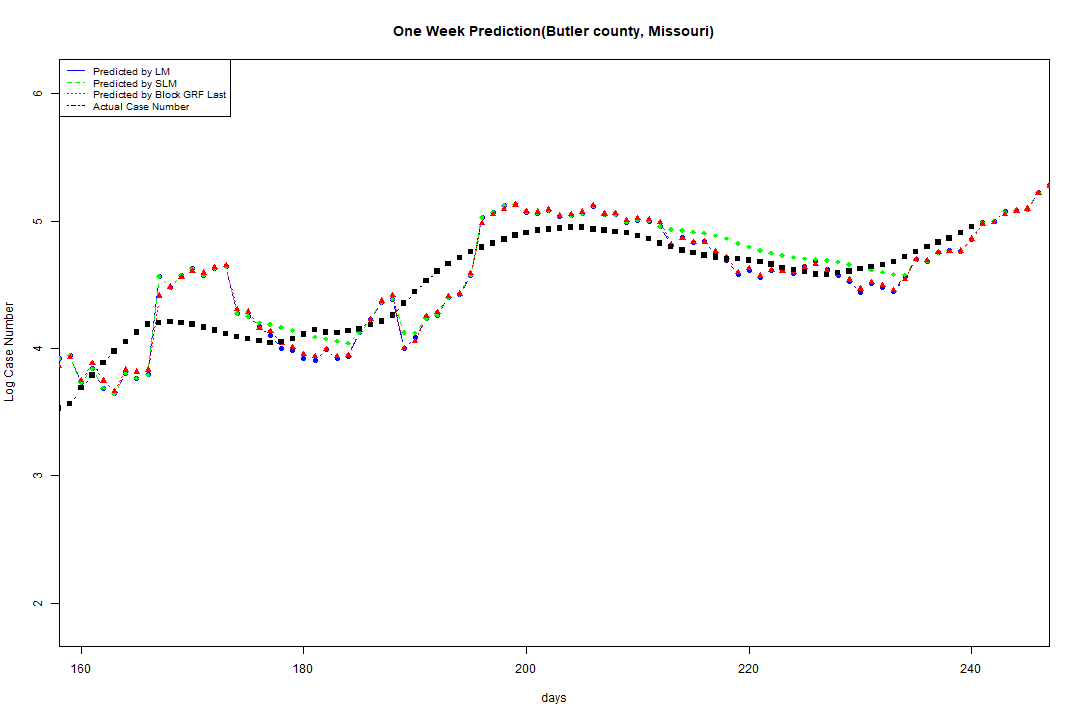 One Week Prediction(Butler county, Missouri)
Predicted by LM
Predicted by SLM
Predicted by Block GRF Last
Actual Case Number
6
5
4
3
2
Log Case Number
160 180 200 220 240
days